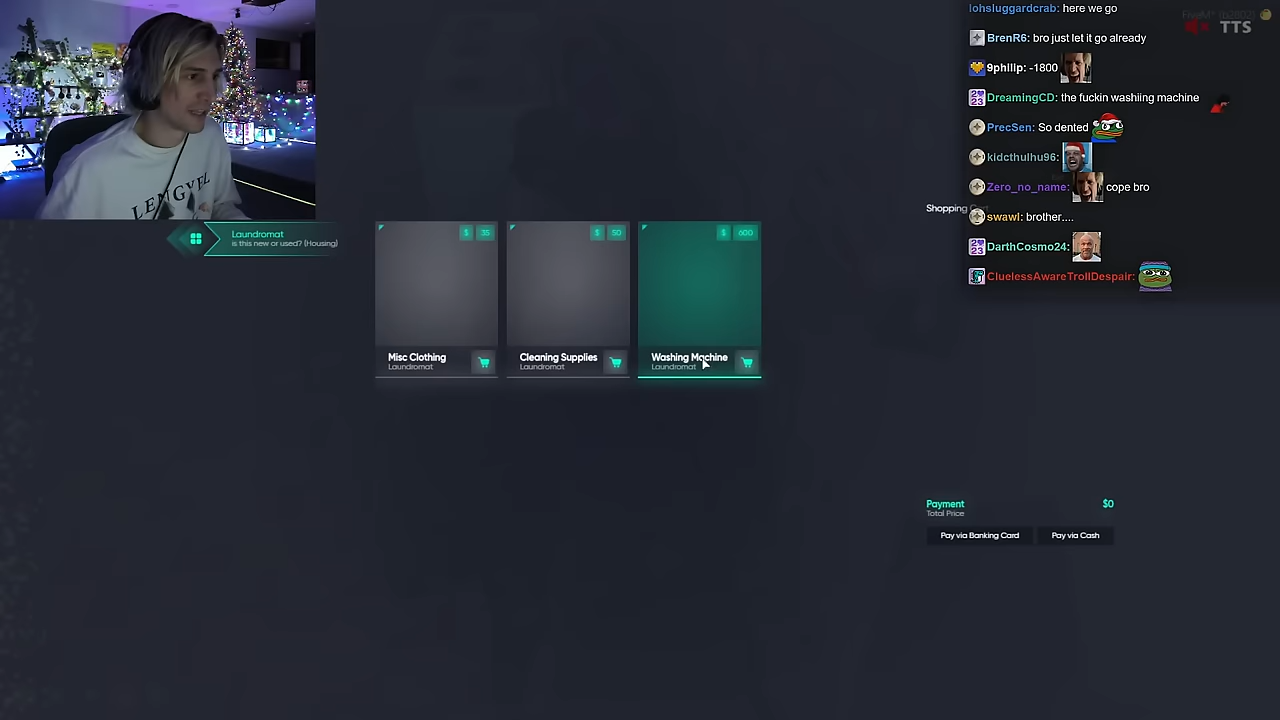 lohsluggardcrab: here we go
FiveM
TTS
BrenR6: bro just let it go already
9philip: -1800
DreamingCD: the fuckin washiing machine
PrecSen: So dented
kidcthulhu96:
Zero_no_name: cope bro
swawl: brother....
DarthCosmo24:
CluelessAwareTrollDespair:
LENGYEL
Laundromat
is this new or used? (Housing)
$ 35
Misc Clothing
Laundromat
$ 50
Cleaning Supplies
Laundromat
$ 600
Washing Machine
Laundromat
Shopping
Payment $0
Total Price
Pay via Banking Card
Pay via Cash